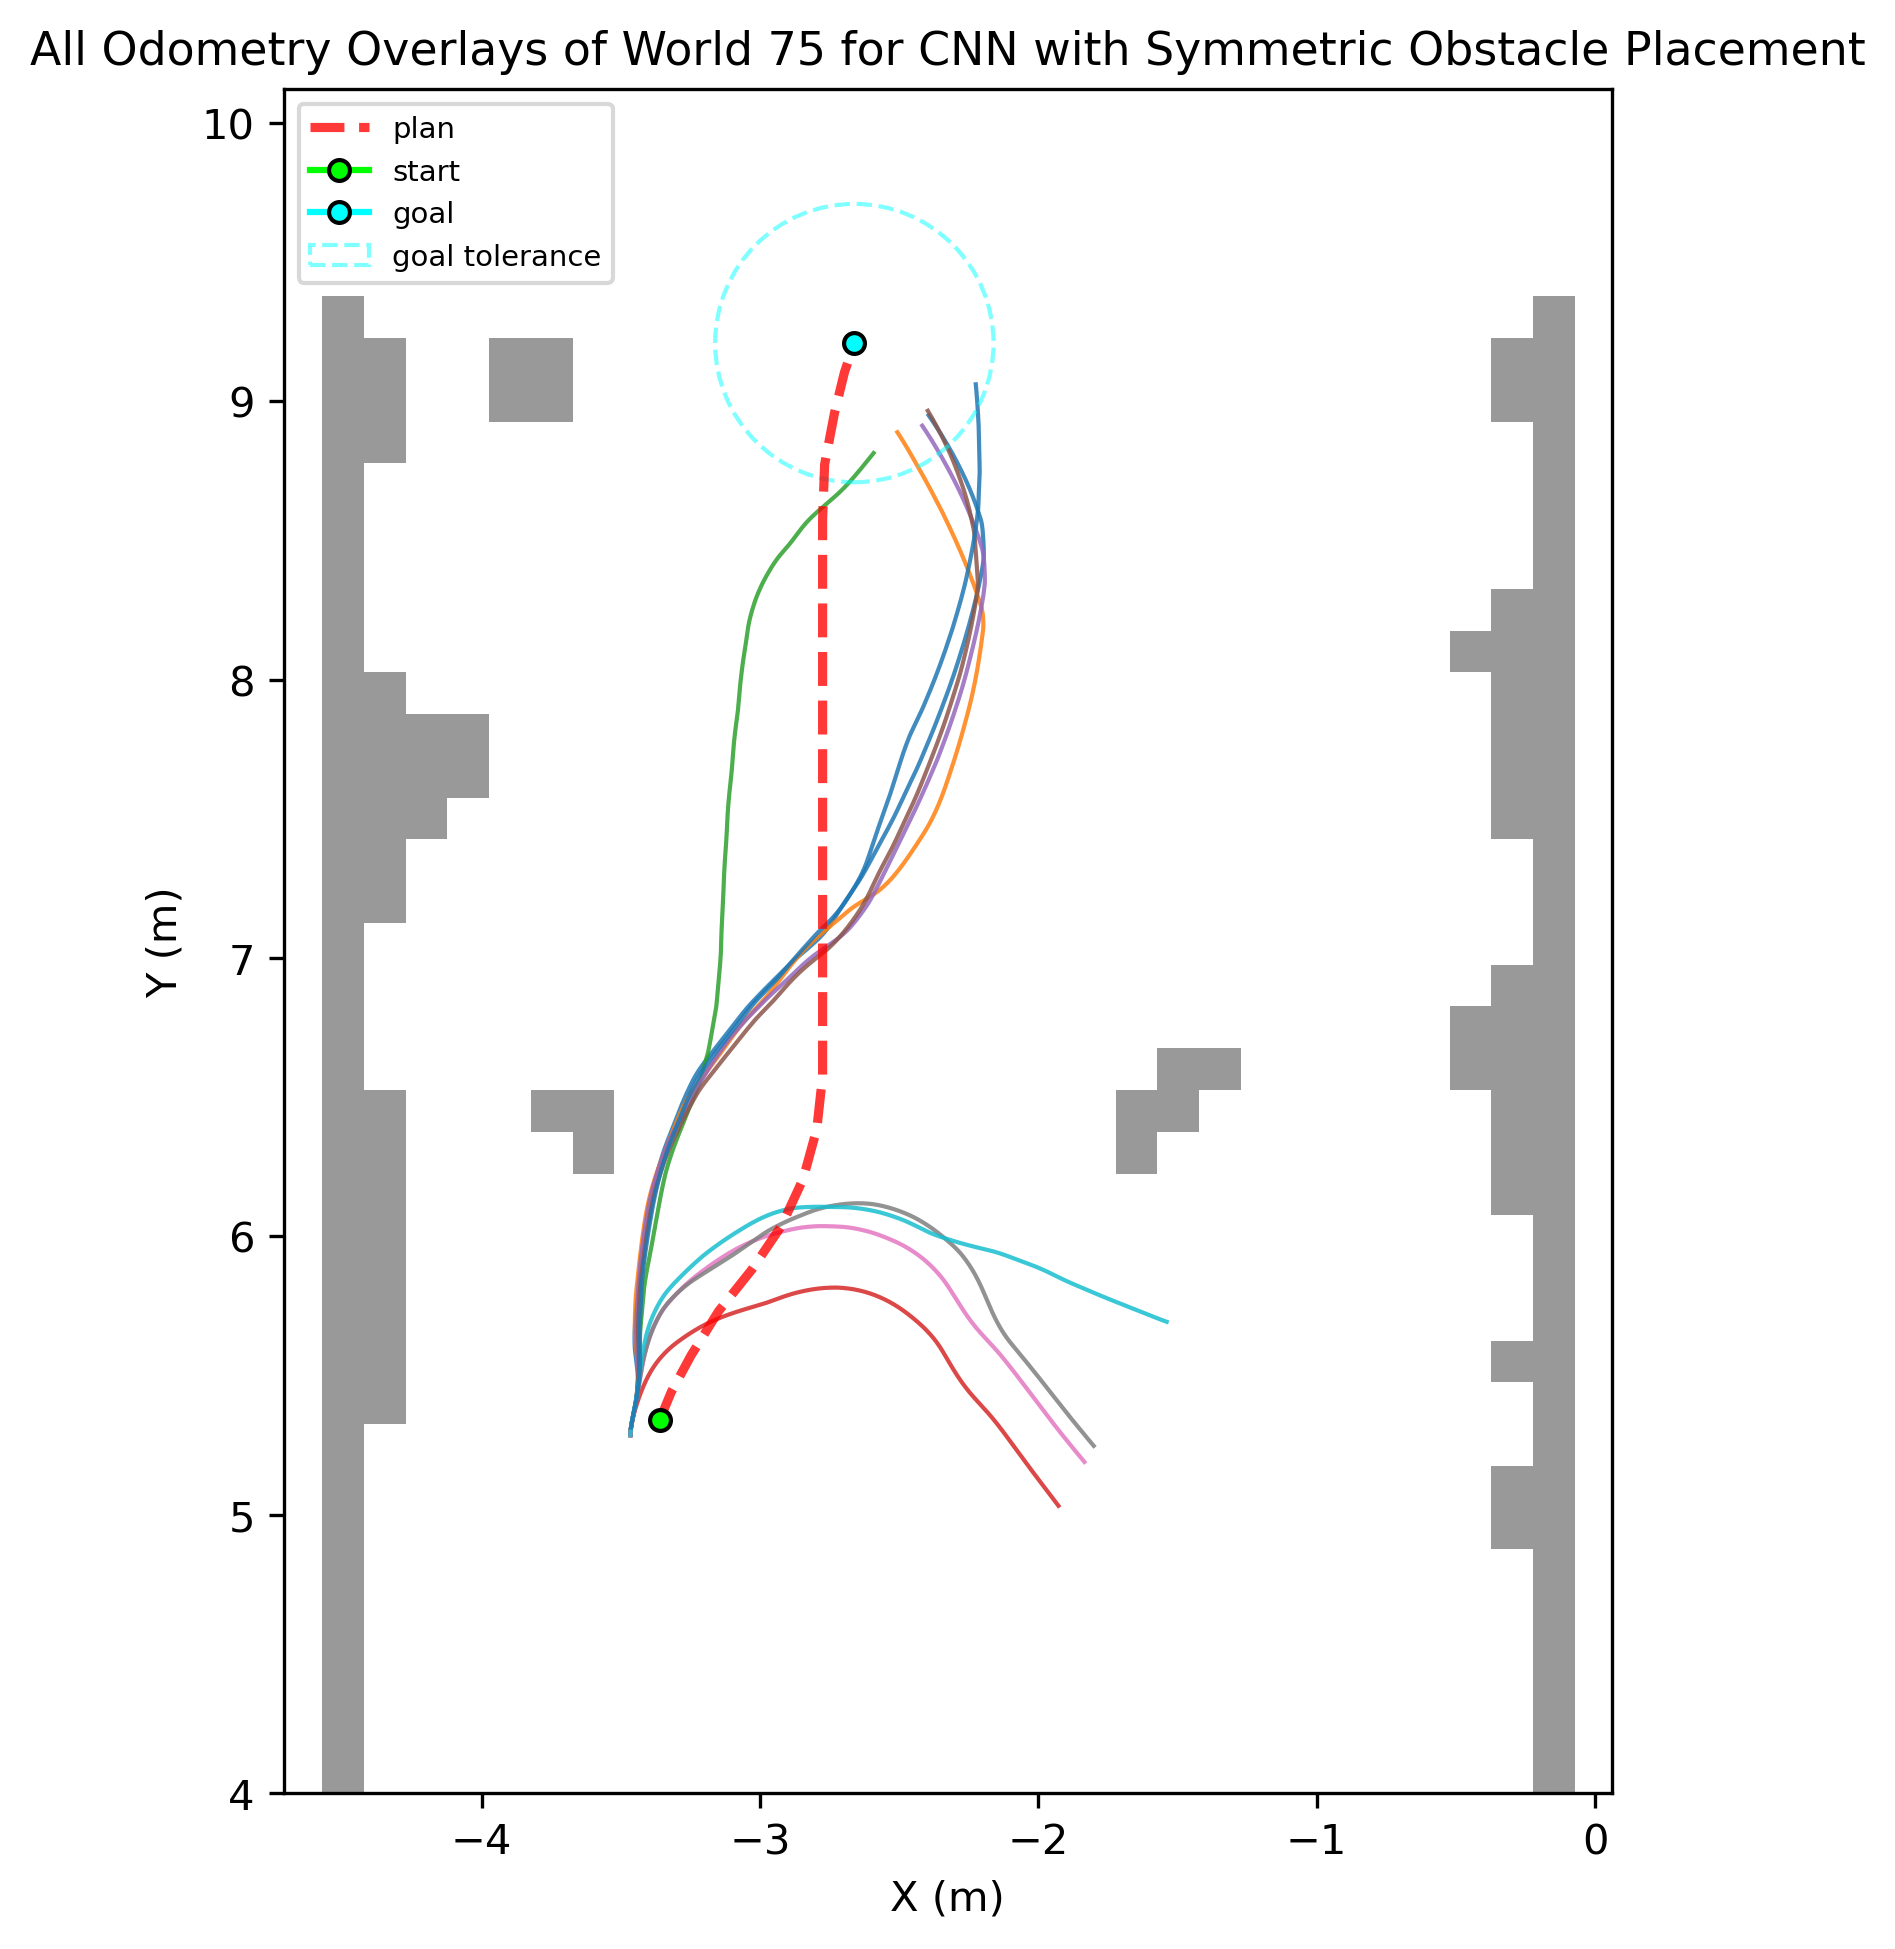 All Odometry Overlays of World 75 for CNN with Symmetric Obstacle Placement
plan
start
goal
goal tolerance
10
9
8
7
6
5
4
Y (m)
−4
−3
−2
−1
0
X (m)